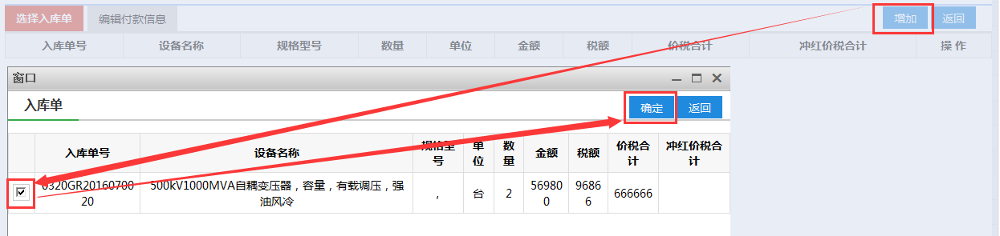 选择入库单 编辑付款信息 增加 返回
入库单号 设备名称 规格型号 数量 单位 金额 税额 价税合计 冲红价税合计 操 作
窗口
入库单 确定 返回
入库单号 设备名称 规格型 单 数 金额 税额 价税合 冲红价税合
号 位 量 计 计
0320GR20160700 500kV1000MVA自耦变压器，容量，有载调压，强 , 台 2 56980 9686 666666
20 油风冷 0 6